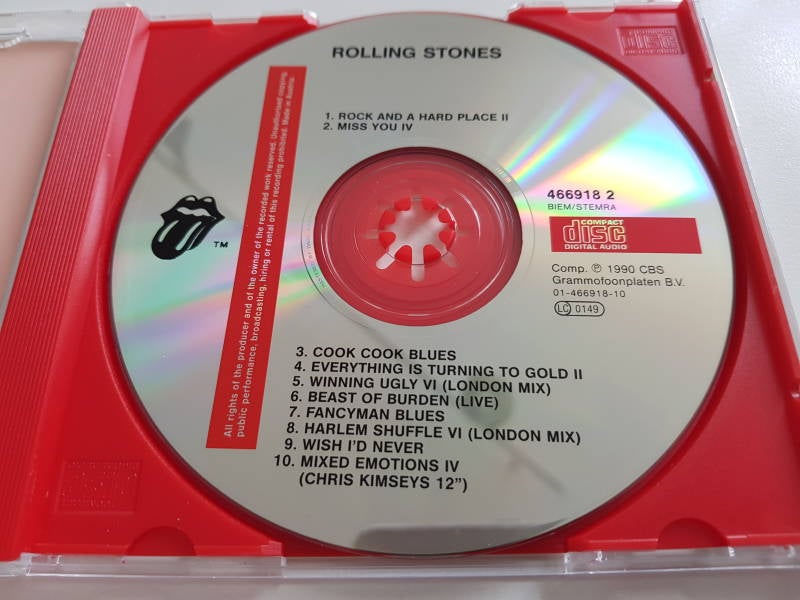 ROLLING STONES
1. ROCK AND A HARD PLACE II
2. MISS YOU IV
All rights of the producer and of the owner of the recorded work reserved. Unauthorised copying,
public performance, broadcasting, hiring or rental of this recording prohibited. Made in Austria
TM
466918 2
BIEM/STEMRA
COMPACT
disc
DIGITAL AUDIO
Comp. ℗ 1990 CBS
Grammofoonplaten B.V.
01-466918-10
LC 0149
3. COOK COOK BLUES
4. EVERYTHING IS TURNING TO GOLD II
5. WINNING UGLY VI (LONDON MIX)
6. BEAST OF BURDEN (LIVE)
7. FANCYMAN BLUES
8. HARLEM SHUFFLE VI (LONDON MIX)
9. WISH I'D NEVER
10. MIXED EMOTIONS IV
(CHRIS KIMSEYS 12")
COMPACT
disc
DIGITAL AUDIO